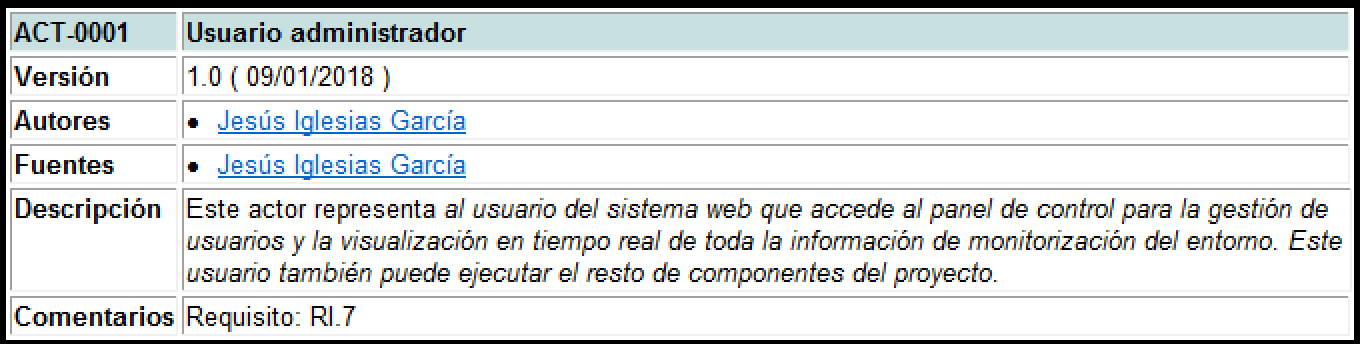 ACT-0001 Usuario administrador
Versión 1.0 ( 09/01/2018 )
Autores • Jesús Iglesias García
Fuentes • Jesús Iglesias García
Descripción Este actor representa al usuario del sistema web que accede al panel de control para la gestión de
usuarios y la visualización en tiempo real de toda la información de monitorización del entorno. Este
usuario también puede ejecutar el resto de componentes del proyecto.
Comentarios Requisito: RI.7